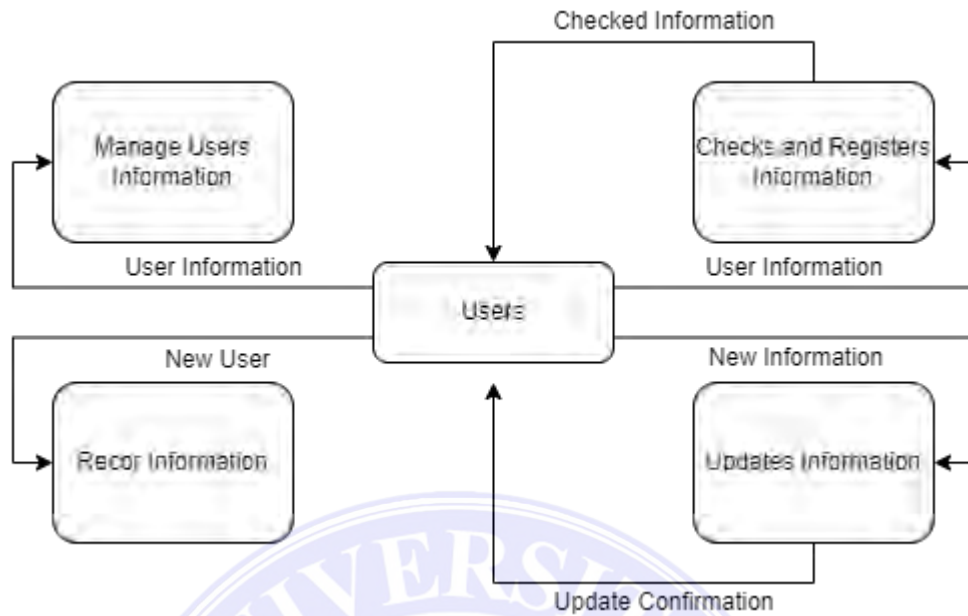 Checked Information
Manage Users
Information
Checks and Registers
Information
User Information
User Information
Users
New User
New Information
Recor Information
Updates Information
UNIVERSIT
Update Confirmation